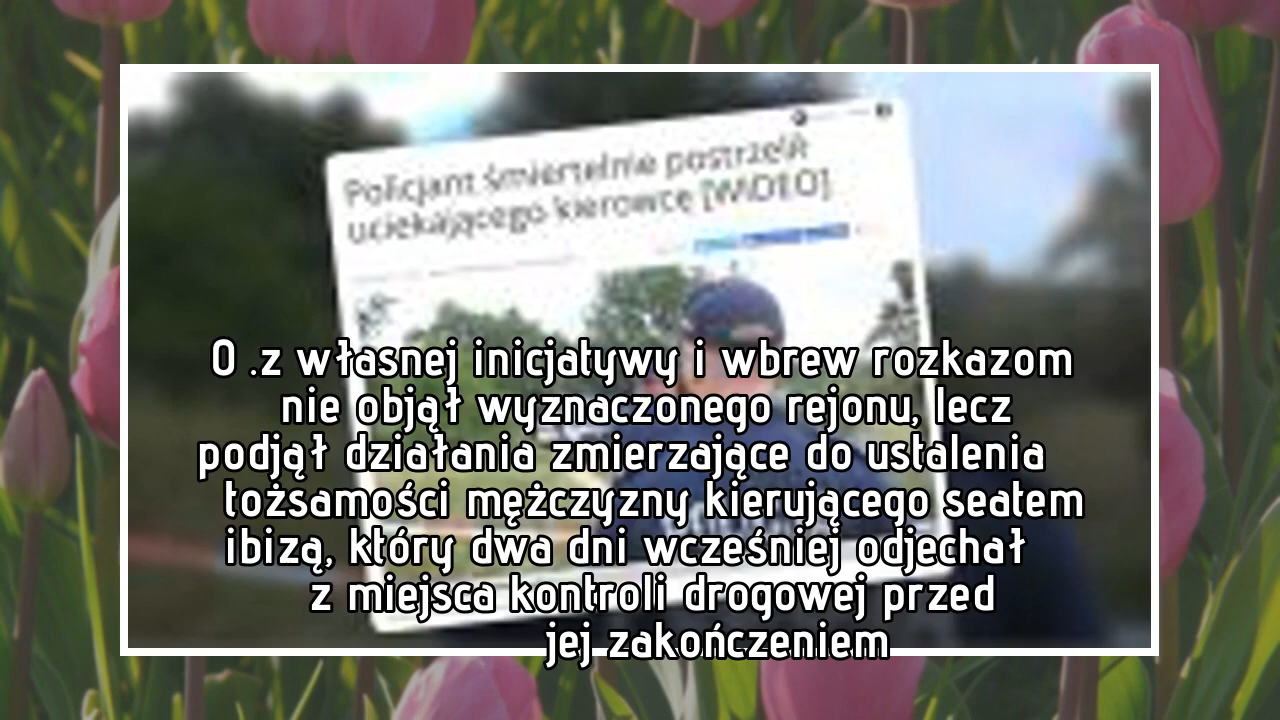 Policjant śmiertelnie postrzelił
uciekającego kierowcę [WIDEO]
O .z własnej inicjatywy i wbrew rozkazom
nie objął wyznaczonego rejonu, lecz
podjął działania zmierzające do ustalenia
tożsamości mężczyzny kierującego seatem
ibizą, który dwa dni wcześniej odjechał
z miejsca kontroli drogowej przed
jej zakończeniem